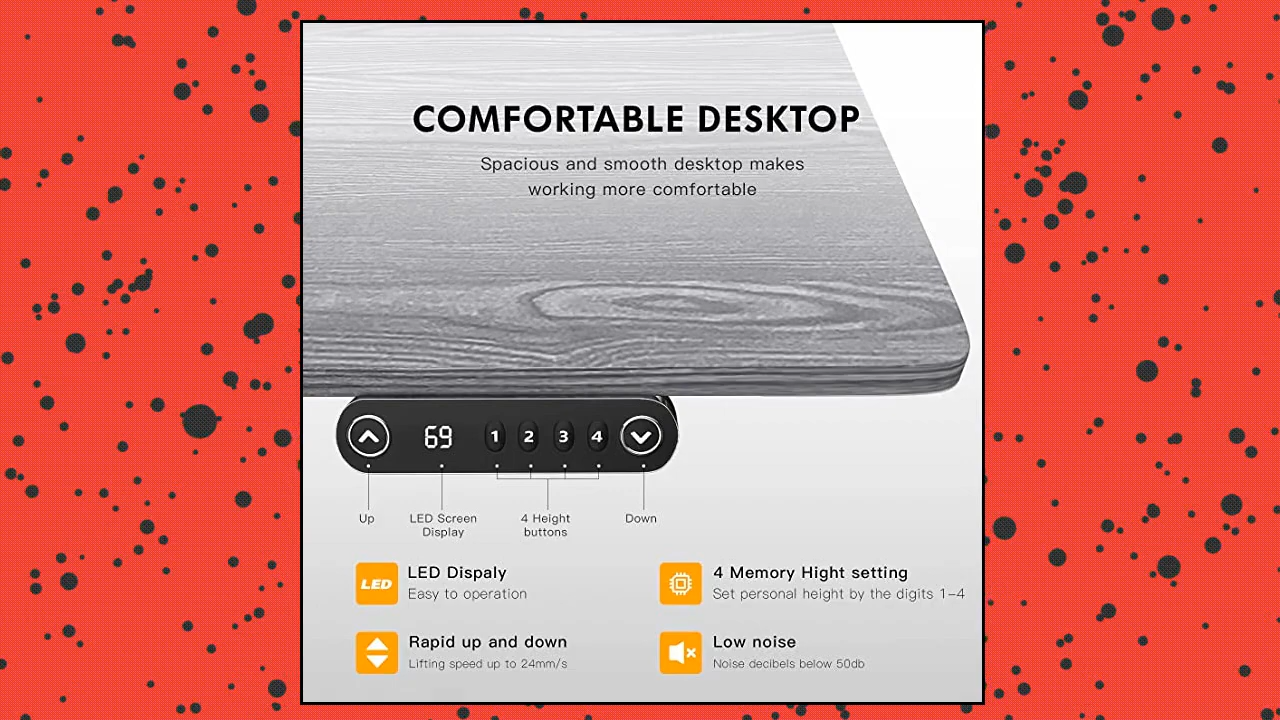 COMFORTABLE DESKTOP
Spacious and smooth desktop makes
working more comfortable
69 1 2 3 4
Up
LED Screen
Display
4 Height
buttons
Down
LED
LED Dispaly
Easy to operation
4 Memory Hight setting
Set personal height by the digits 1-4
Rapid up and down
Lifting speed up to 24mm/s
Low noise
Noise decibels below 50db